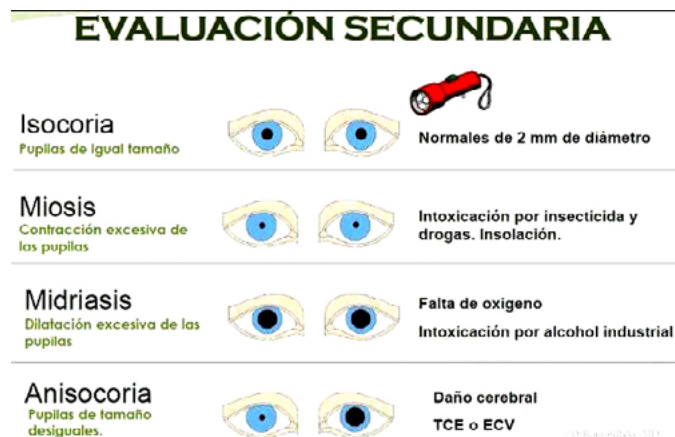 EVALUACIÓN SECUNDARIA
Isocoria
Pupilas de igual tamaño
Normales de 2 mm de diámetro
Miosis
Contracción excesiva de
las pupilas
Intoxicación por insecticida y
drogas. Insolación.
Midriasis
Dilatación excesiva de las
pupilas
Falta de oxigeno
Intoxicación por alcohol industrial
Anisocoria
Pupilas de tamaño
desiguales.
Daño cerebral
TCE o ECV